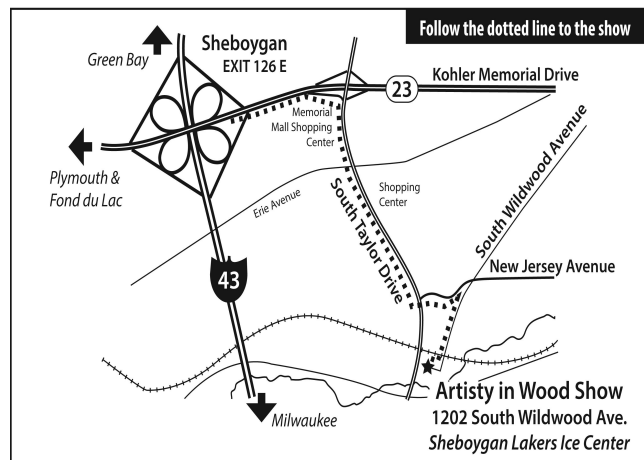 Follow the dotted line to the show
Sheboygan
EXIT 126 E
Green Bay
23
Kohler Memorial Drive
Memorial
Mall Shopping
Center
Plymouth &
Fond du Lac
Erie Avenue
South Taylor Drive
Shopping
Center
South Wildwood Avenue
New Jersey Avenue
43
Milwaukee
Artisty in Wood Show
1202 South Wildwood Ave.
Sheboygan Lakers Ice Center